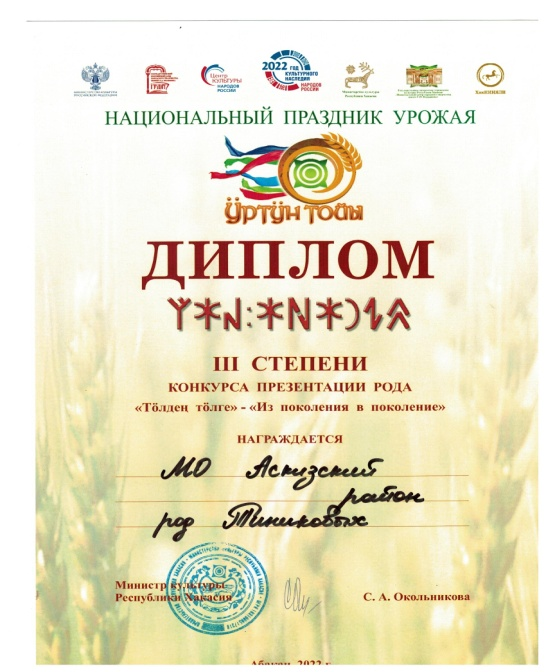 2022 ГОД
КУЛЬТУРНОГО
НАСЛЕДИЯ
НАРОДОВ
РОССИИ
Центр
КУЛЬТУРЫ
НАРОДОВ
РОССИИ
НАЦИОНАЛЬНЫЙ ПРАЗДНИК УРОЖАЯ
ӰРТӰН ТОЙЫ
ДИПЛОМ
III СТЕПЕНИ
КОНКУРСА ПРЕЗЕНТАЦИИ РОДА
«Тӧлдең тӧлге» - «Из поколения в поколение»
НАГРАЖДАЕТСЯ
МО Аскизский
район
род Тиниковых
Министр культуры
Республики Хакасия
С. А. Окольникова
Абакан, 2022 г.